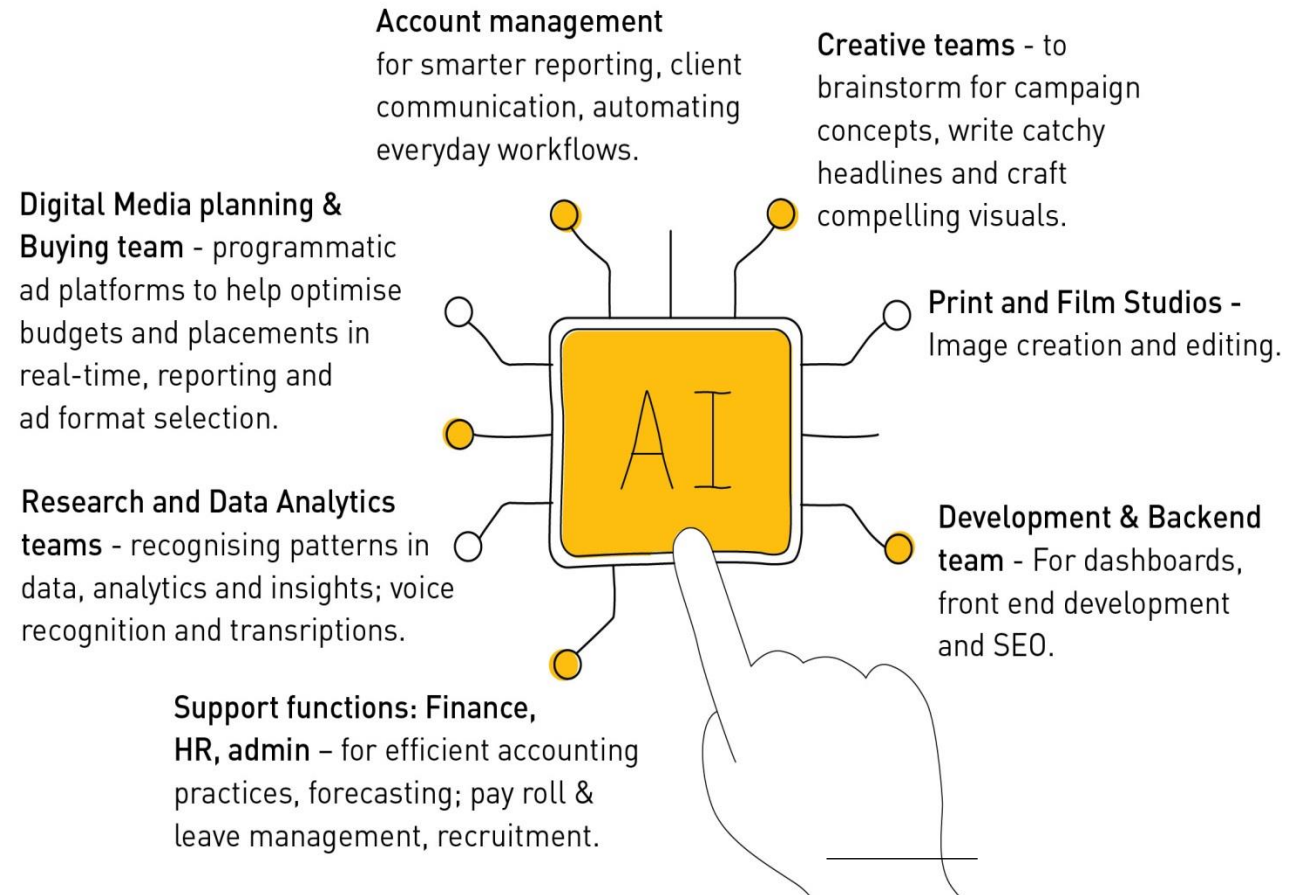 Account management
for smarter reporting, client
communication, automating
everyday workflows.
Creative teams - to
brainstorm for campaign
concepts, write catchy
headlines and craft
compelling visuals.
Digital Media planning &
Buying team - programmatic
ad platforms to help optimise
budgets and placements in
real-time, reporting and
ad format selection.
Print and Film Studios -
Image creation and editing.
AI
Research and Data Analytics
teams - recognising patterns in
data, analytics and insights; voice
recognition and transriptions.
Development & Backend
team - For dashboards,
front end development
and SEO.
Support functions: Finance,
HR, admin – for efficient accounting
practices, forecasting; pay roll &
leave management, recruitment.